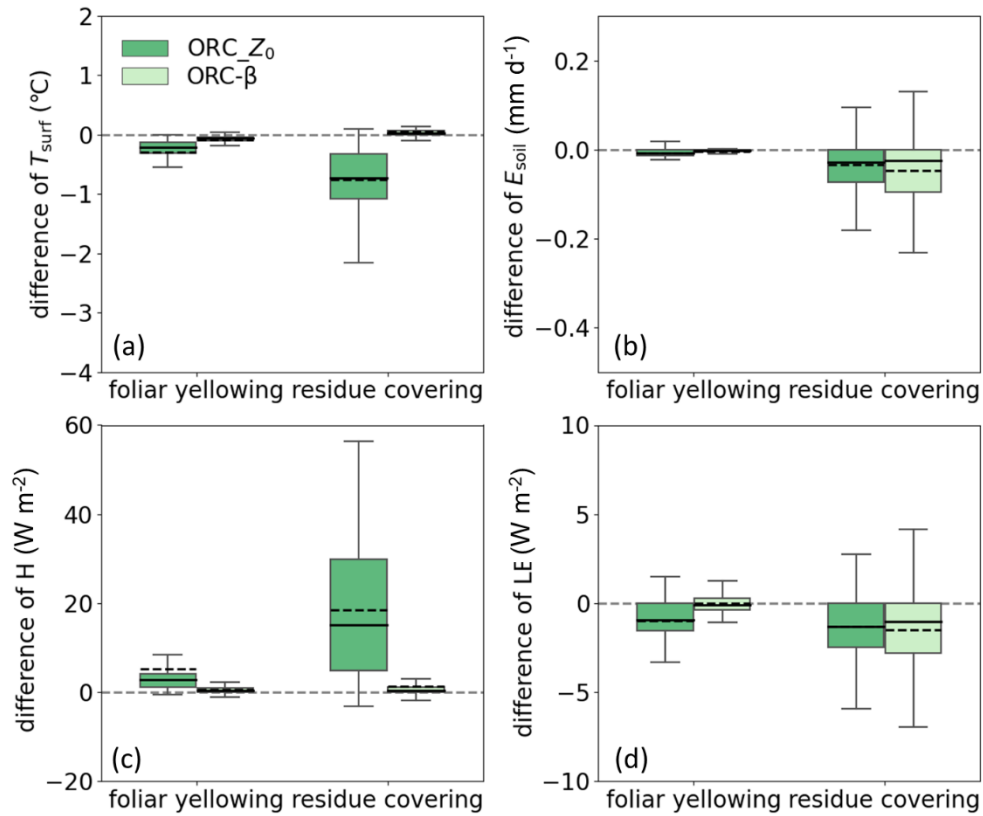 difference of T_surf (°C)
2
1
0
−1
−2
−3
−4
ORC_Z₀
ORC-β
(a)
foliar yellowing residue covering
difference of E_soil (mm d⁻¹)
0.2
0.0
−0.2
−0.4
(b)
foliar yellowing residue covering
difference of H (W m⁻²)
60
40
20
0
−20
(c)
foliar yellowing residue covering
difference of LE (W m⁻²)
10
5
0
−5
−10
(d)
foliar yellowing residue covering